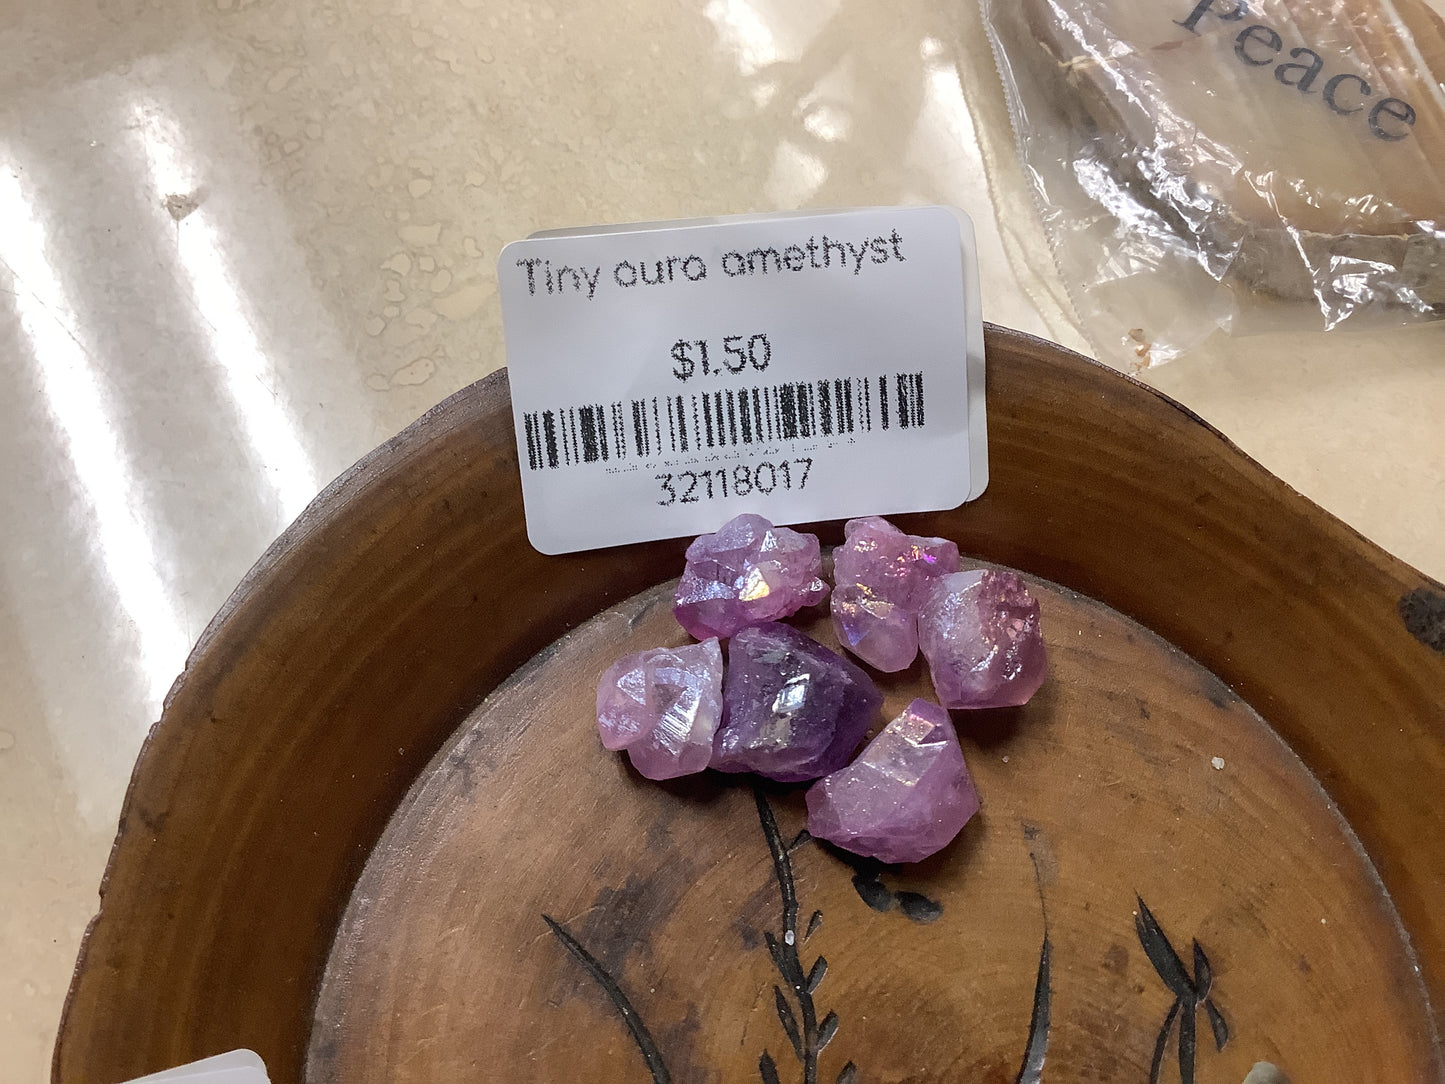 Peace
Tiny aura amethyst
$1.50
32118017